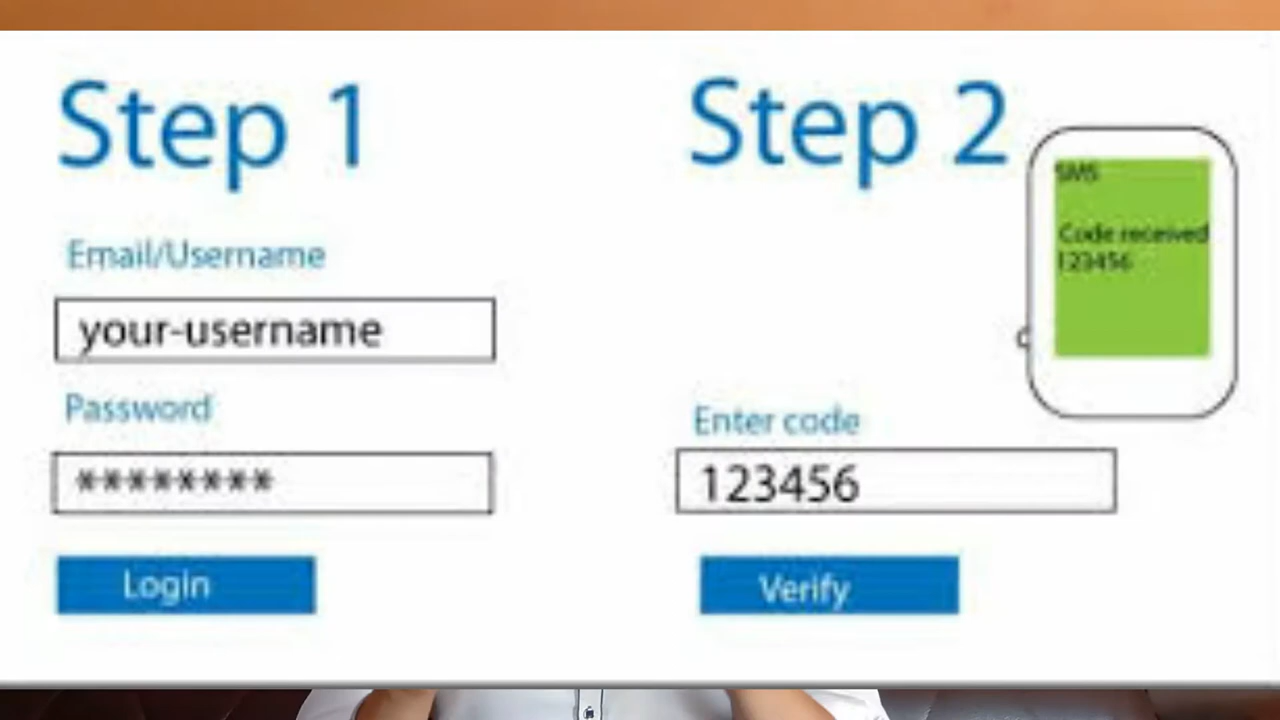 Step 1
Email/Username
your-username
Password
********
Login
Step 2
SMS
Code received
123456
Enter code
123456
Verify